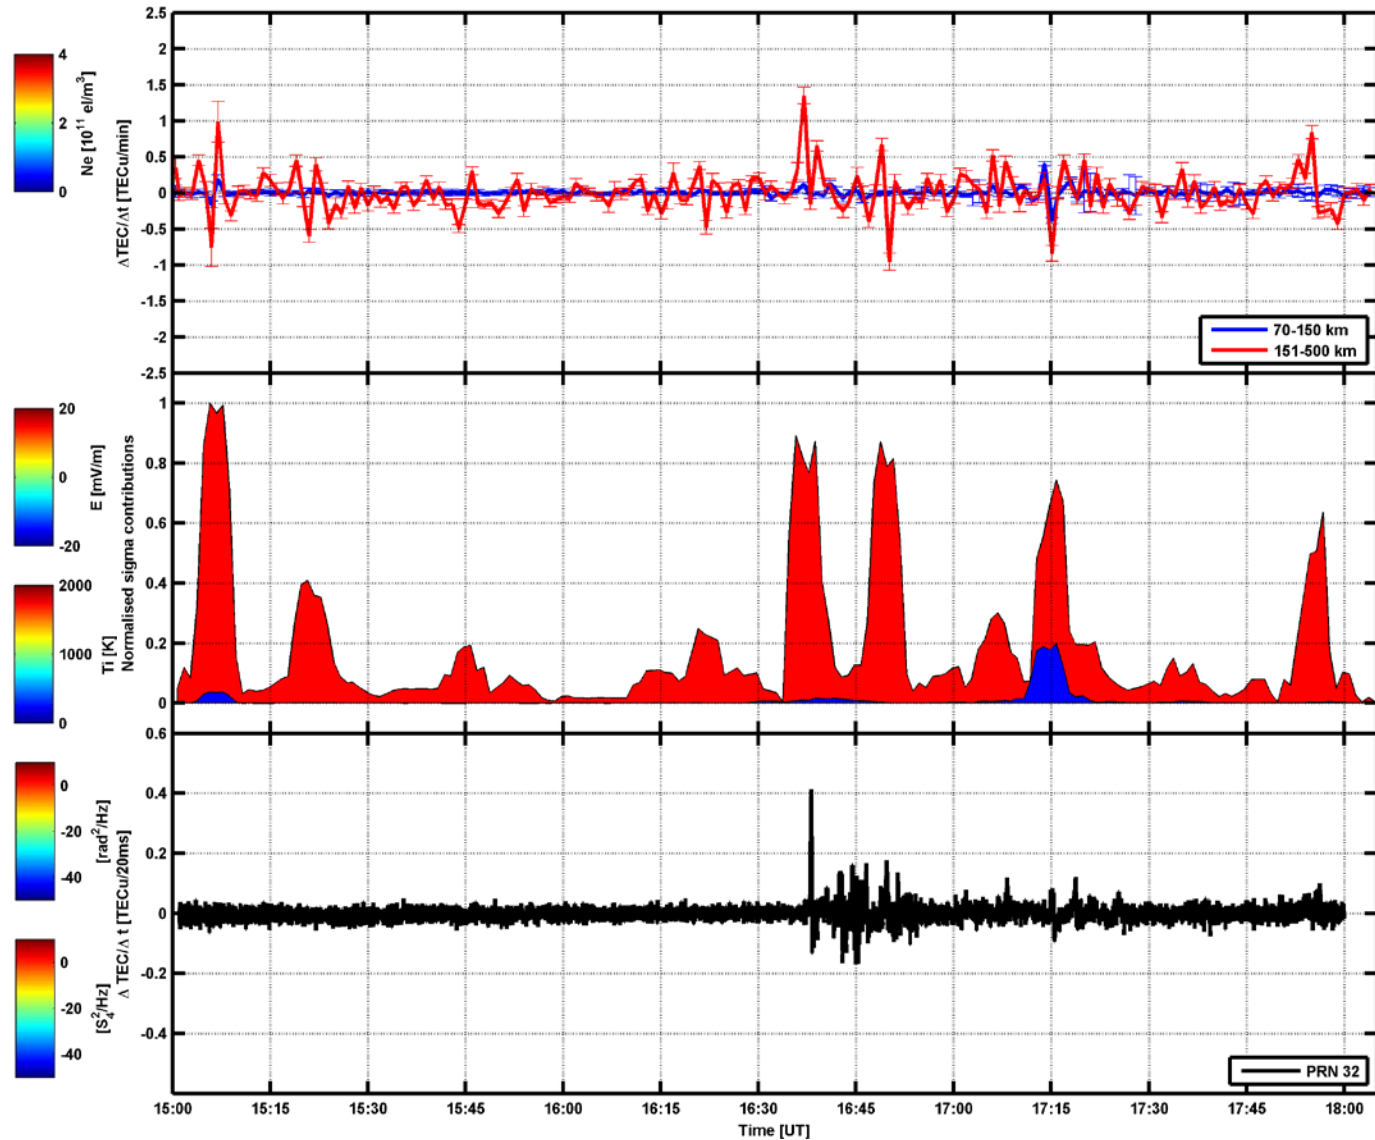 4
2
0
Ne [10^11 el/m^3]
20
0
-20
E [mV/m]
2000
1000
0
Ti [K]
0
-20
-40
[rad^2/Hz]
0
-20
-40
[S_4^2/Hz]
2.5
2
1.5
1
0.5
0
-0.5
-1
-1.5
-2
-2.5
ΔTEC/Δt [TECu/min]
70-150 km
151-500 km
1
0.8
0.6
0.4
0.2
0
Normalised sigma contributions
0.6
0.4
0.2
0
-0.2
-0.4
Δ TEC/Δ t [TECu/20ms]
PRN 32
15:00 15:15 15:30 15:45 16:00 16:15 16:30 16:45 17:00 17:15 17:30 17:45 18:00
Time [UT]